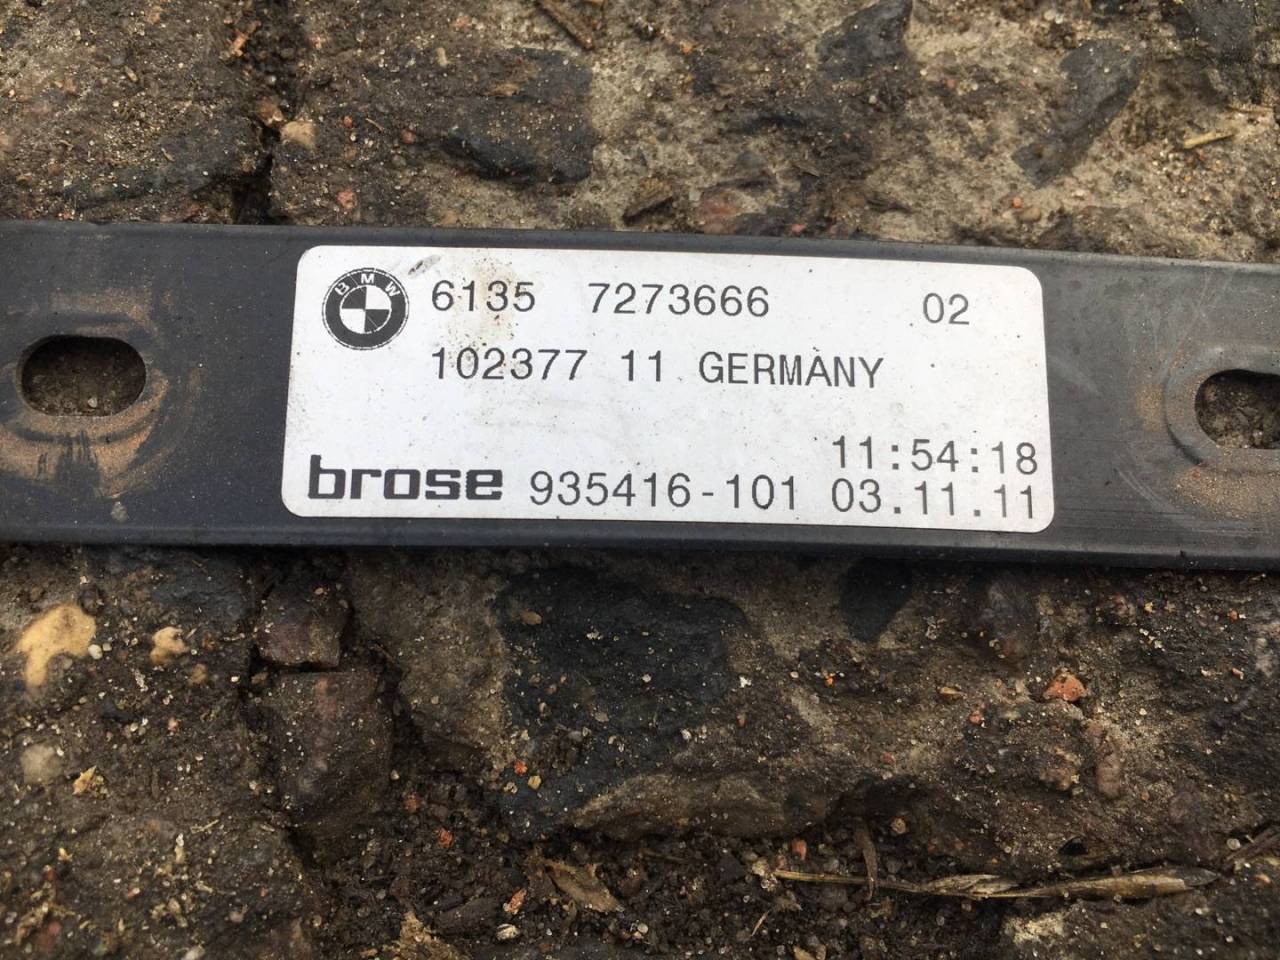 BMW
6135 7273666 02
102377 11 GERMANY
11:54:18
brose 935416-101 03.11.11